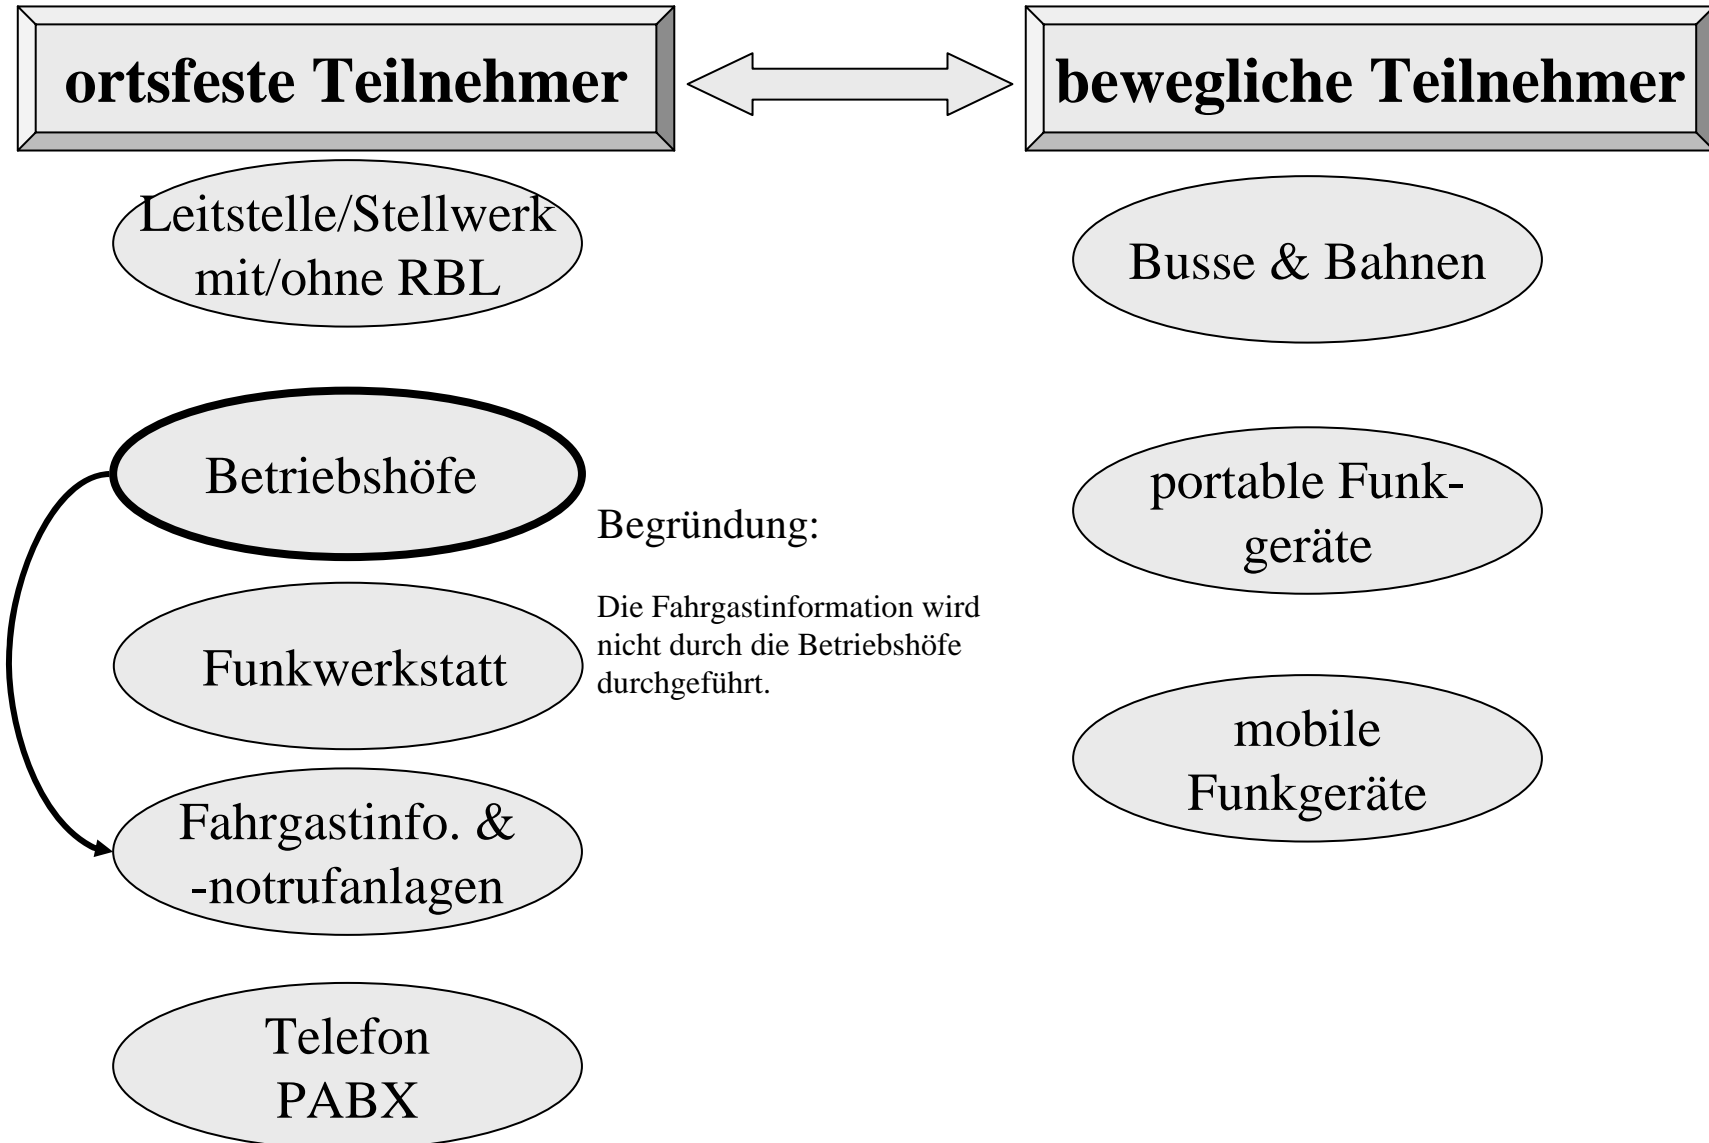 ortsfeste Teilnehmer
bewegliche Teilnehmer
Leitstelle/Stellwerk
mit/ohne RBL
Betriebshöfe
Funkwerkstatt
Fahrgastinfo. &
-notrufanlagen
Telefon
PABX
Begründung:
Die Fahrgastinformation wird
nicht durch die Betriebshöfe
durchgeführt.
Busse & Bahnen
portable Funk-
geräte
mobile
Funkgeräte